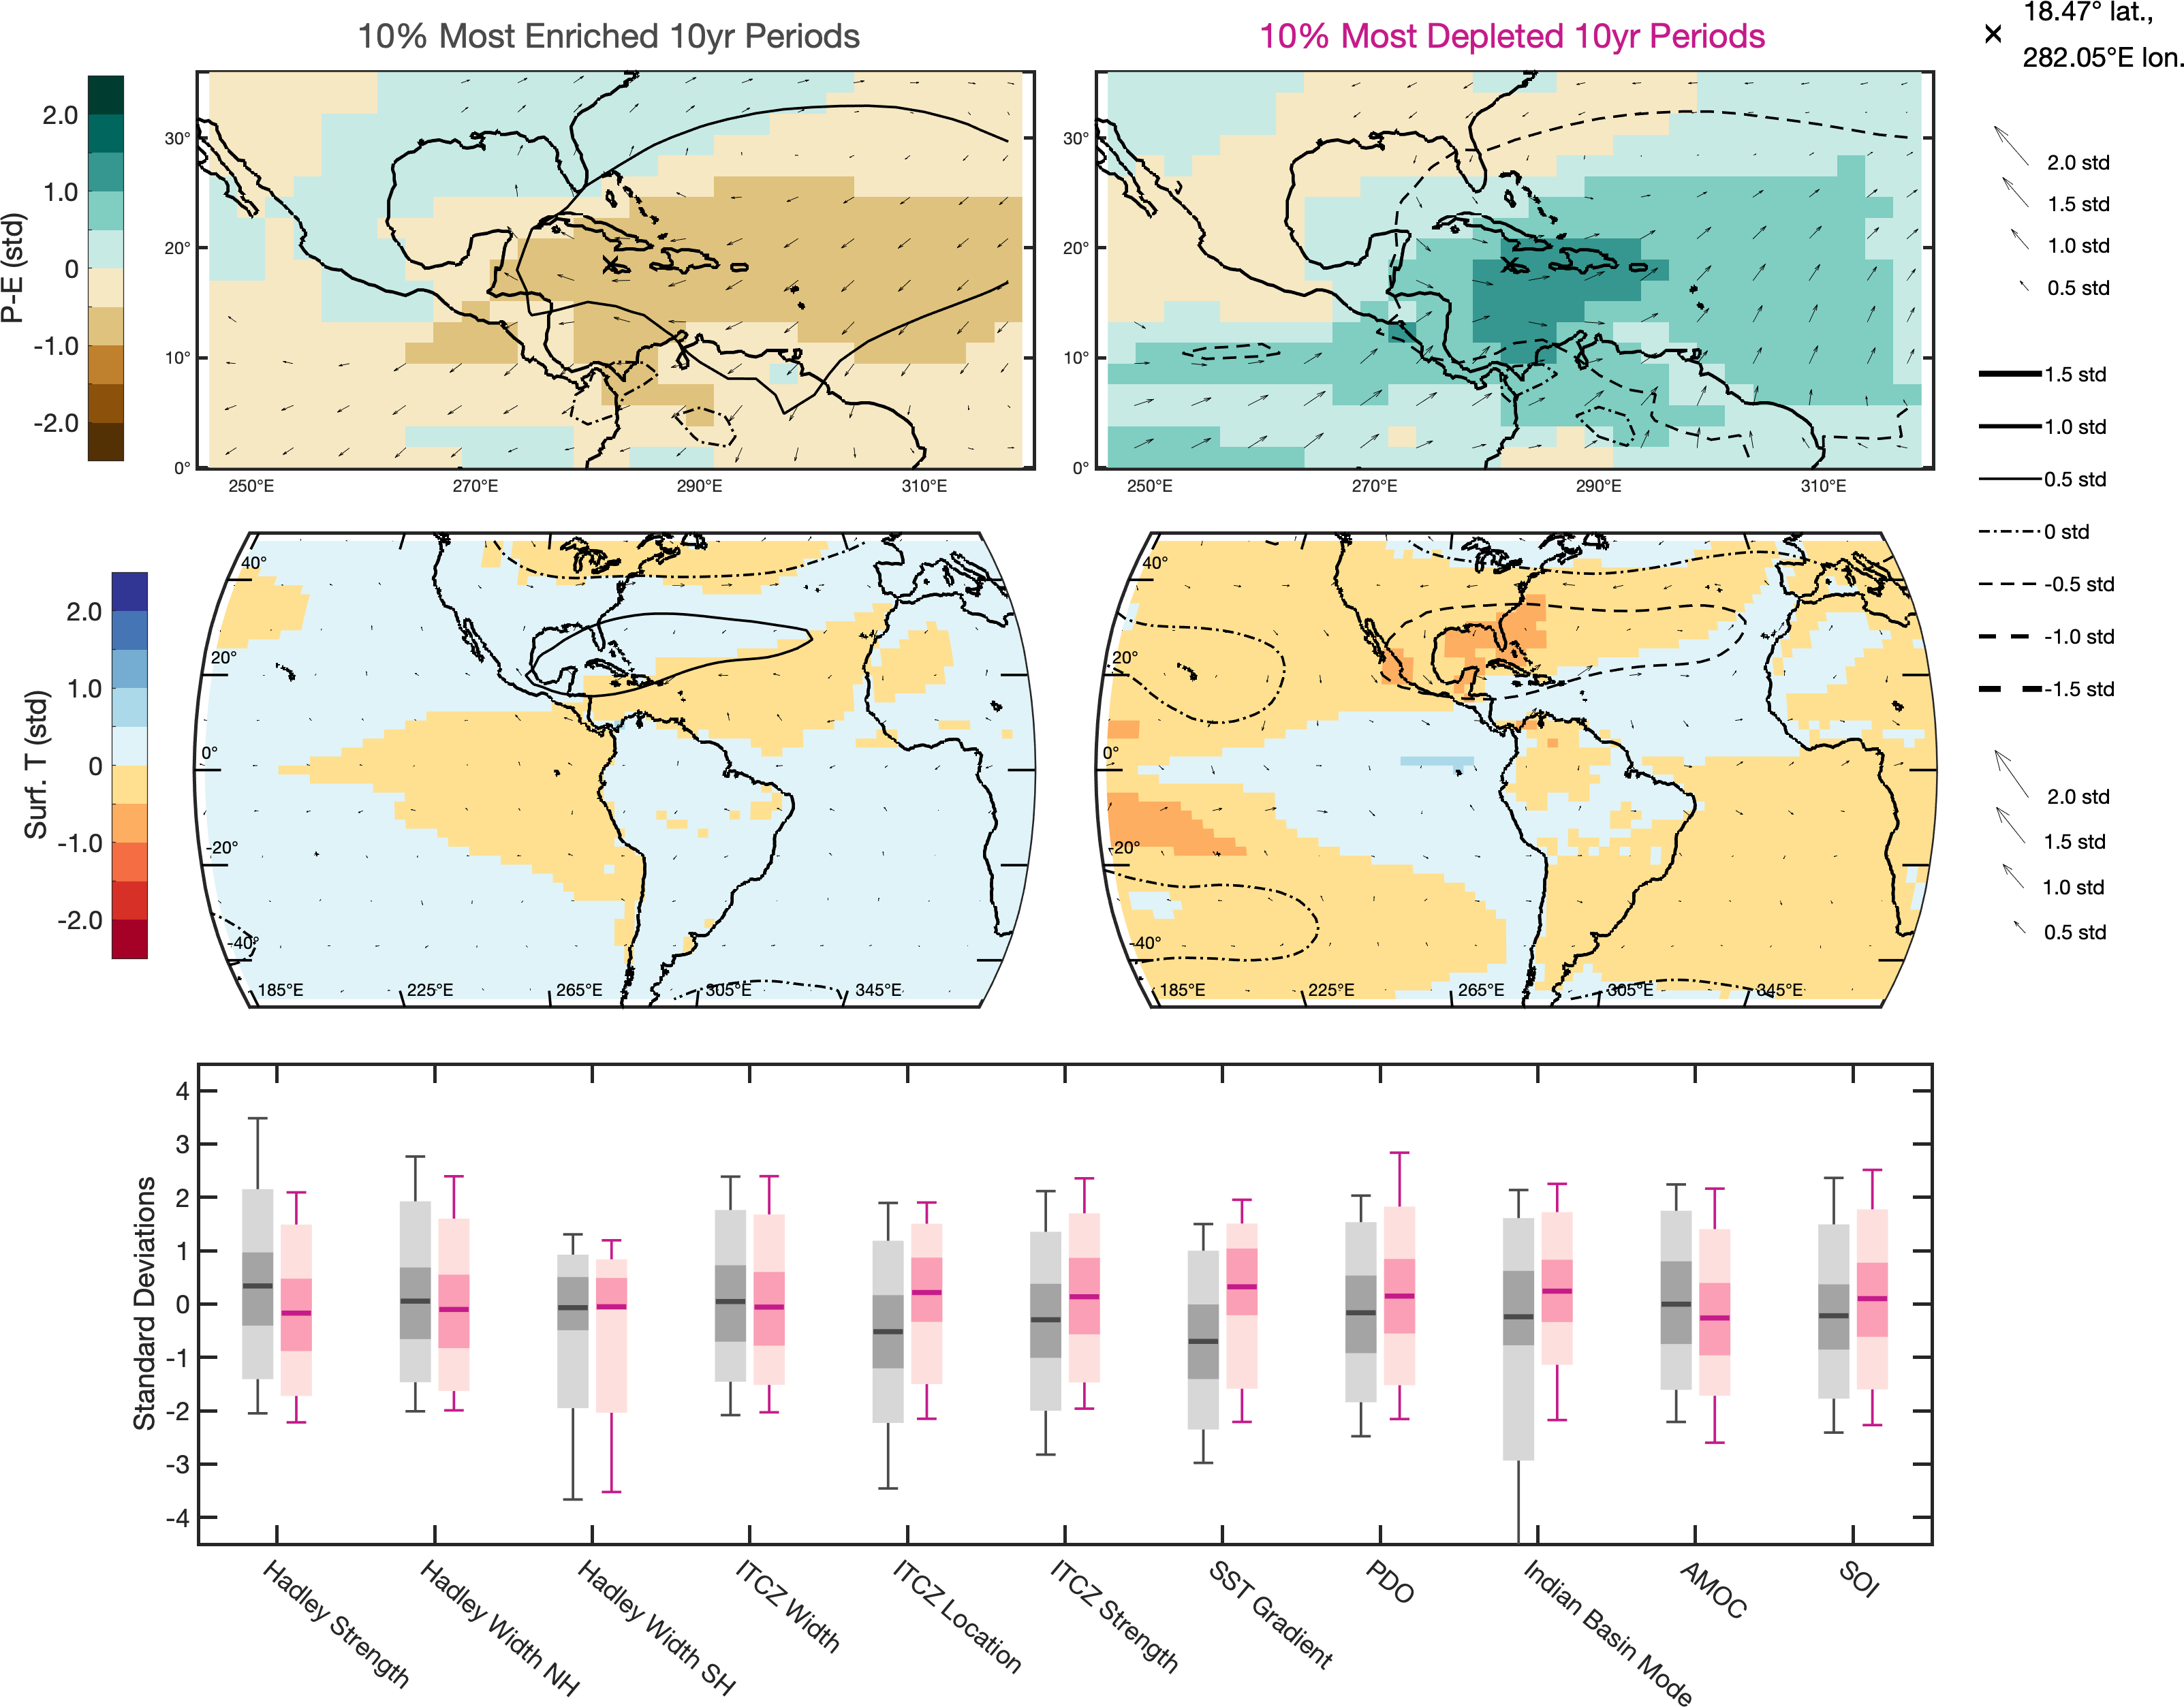 10% Most Enriched 10yr Periods
10% Most Depleted 10yr Periods
18.47° lat.,
282.05°E lon.
P-E (std)
2.0
1.0
0
-1.0
-2.0
30°
20°
10°
0°
250°E 270°E 290°E 310°E
30°
20°
10°
0°
250°E 270°E 290°E 310°E
2.0 std
1.5 std
1.0 std
0.5 std
1.5 std
1.0 std
0.5 std
0 std
-0.5 std
-1.0 std
-1.5 std
Surf. T (std)
2.0
1.0
0
-1.0
-2.0
40°
20°
0°
-20°
-40°
185°E 225°E 265°E 305°E 345°E
40°
20°
0°
-20°
-40°
185°E 225°E 265°E 305°E 345°E
2.0 std
1.5 std
1.0 std
0.5 std
Standard Deviations
4
3
2
1
0
-1
-2
-3
-4
Hadley Strength
Hadley Width NH
Hadley Width SH
ITCZ Width
ITCZ Location
ITCZ Strength
SST Gradient
PDO
Indian Basin Mode
AMOC
SOI